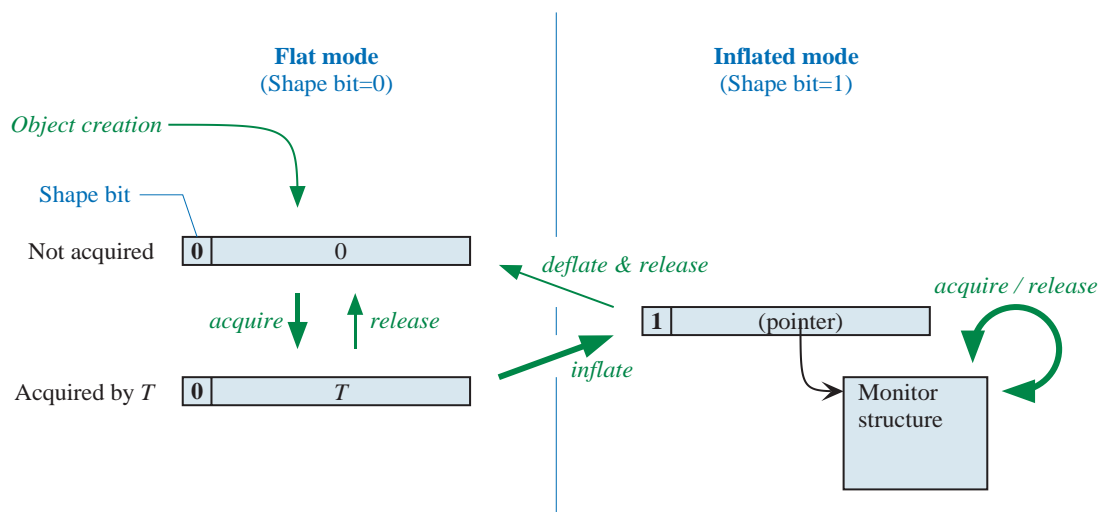 Flat mode
(Shape bit=0)
Inflated mode
(Shape bit=1)
Object creation
Shape bit
Not acquired
0
0
deflate & release
acquire
release
acquire / release
1
(pointer)
inflate
Acquired by T
0
T
Monitor
structure